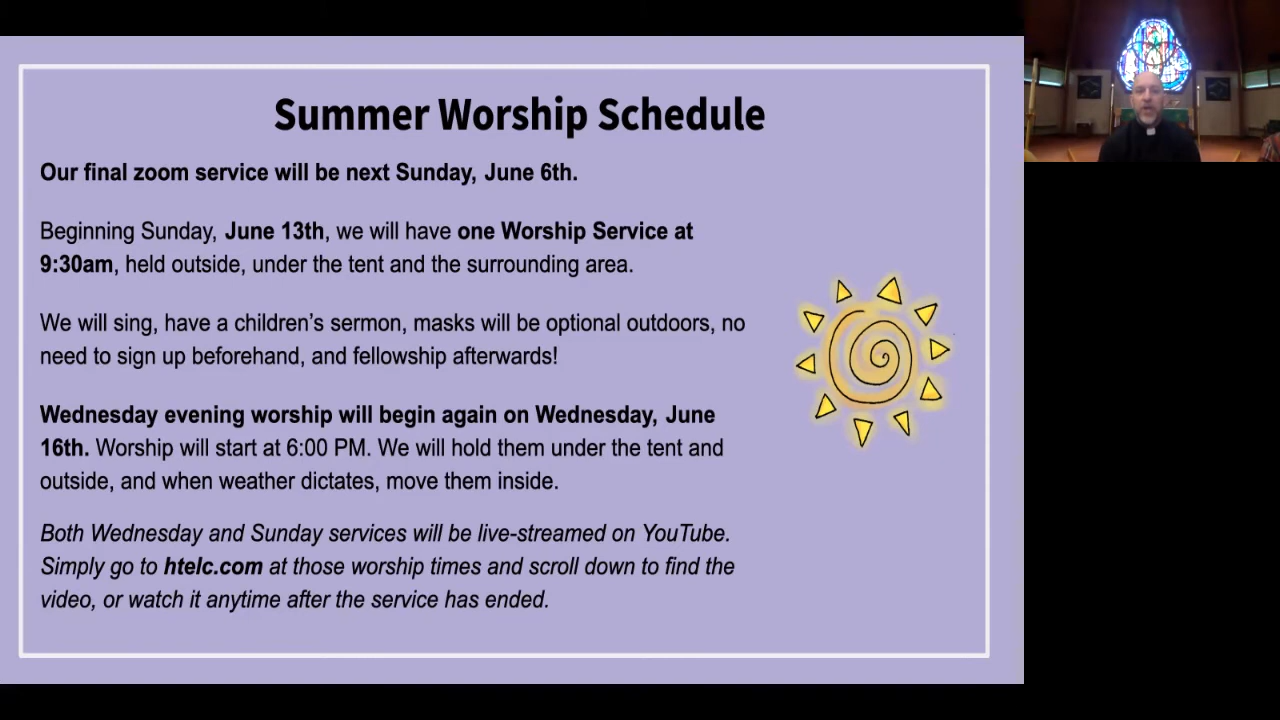 Summer Worship Schedule
Our final zoom service will be next Sunday, June 6th.
Beginning Sunday, June 13th, we will have one Worship Service at
9:30am, held outside, under the tent and the surrounding area.
We will sing, have a children’s sermon, masks will be optional outdoors, no
need to sign up beforehand, and fellowship afterwards!
Wednesday evening worship will begin again on Wednesday, June
16th. Worship will start at 6:00 PM. We will hold them under the tent and
outside, and when weather dictates, move them inside.
Both Wednesday and Sunday services will be live-streamed on YouTube.
Simply go to htelc.com at those worship times and scroll down to find the
video, or watch it anytime after the service has ended.